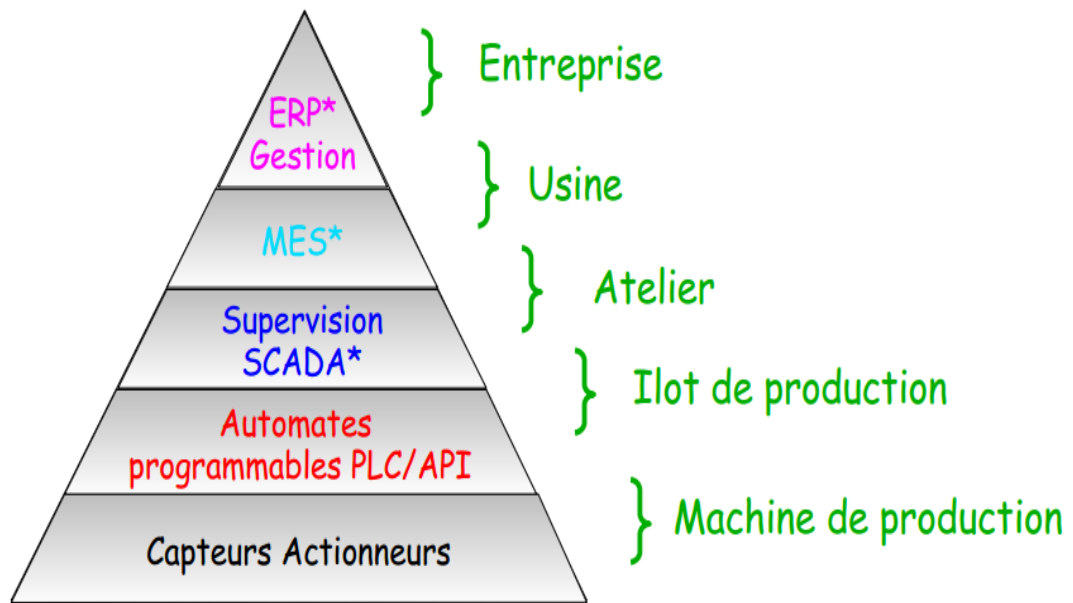 ERP*
Gestion
} Entreprise
MES*
} Usine
Supervision
SCADA*
} Atelier
Automates
programmables PLC/API
} Ilot de production
Capteurs Actionneurs
} Machine de production